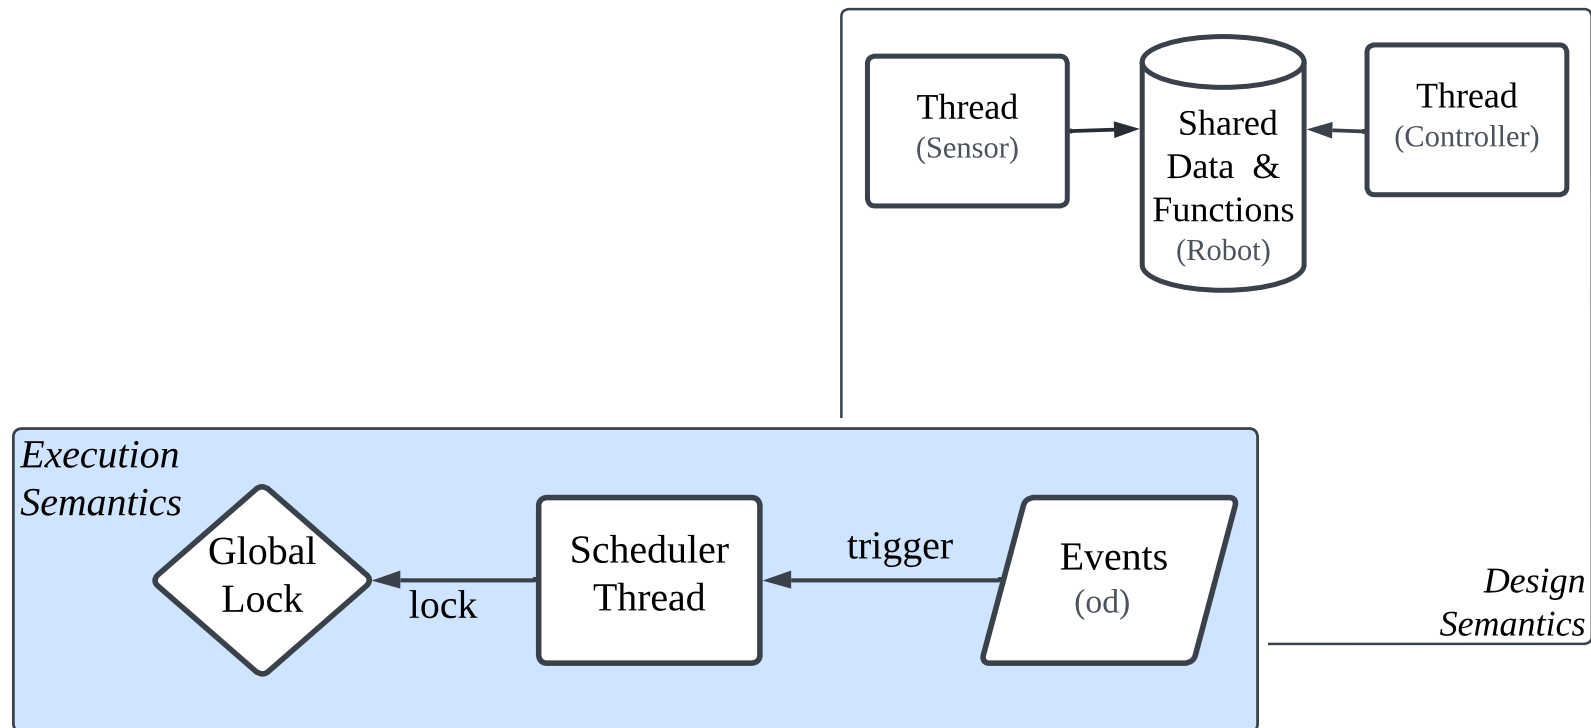 Thread
(Sensor)
Shared
Data & 
Functions
(Robot)
Thread
(Controller)
Execution
Semantics
Global
Lock
lock
Scheduler
Thread
trigger
Events
(od)
Design
Semantics